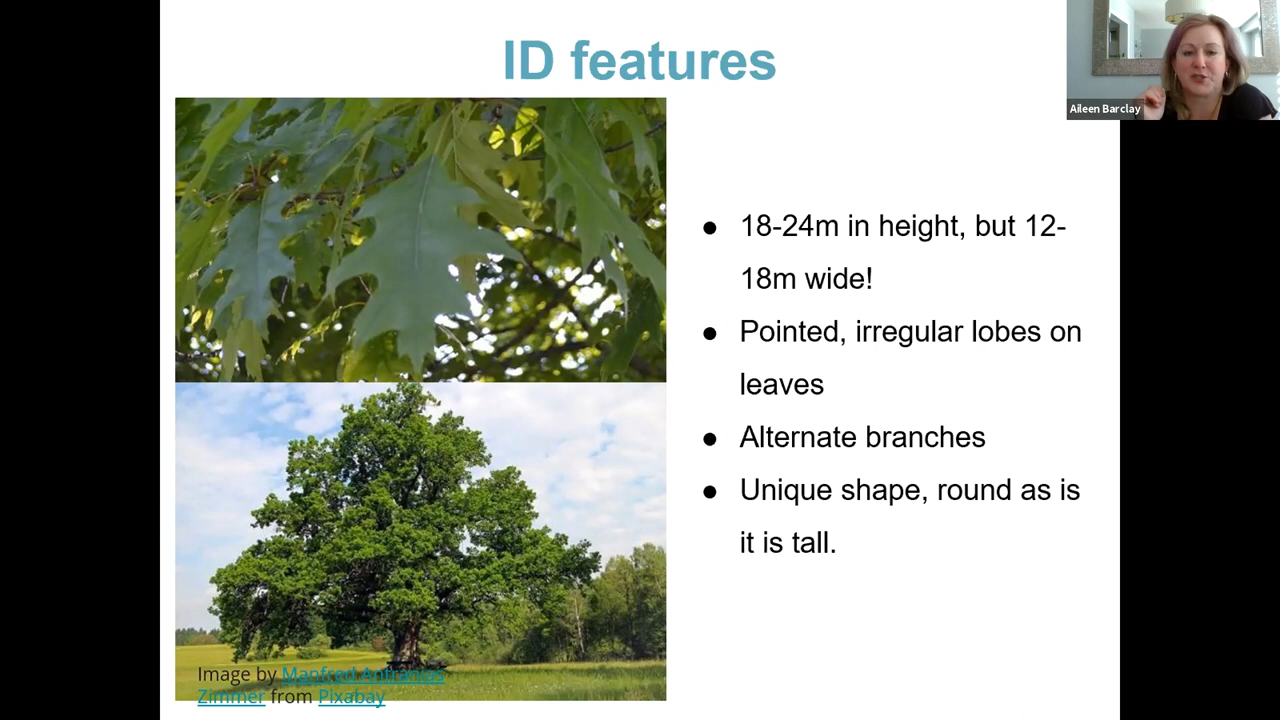 ID features
Aileen Barclay
● 18-24m in height, but 12-
18m wide!
● Pointed, irregular lobes on
leaves
● Alternate branches
● Unique shape, round as is
it is tall.
Image by Manfred Antranias
Zimmer from Pixabay